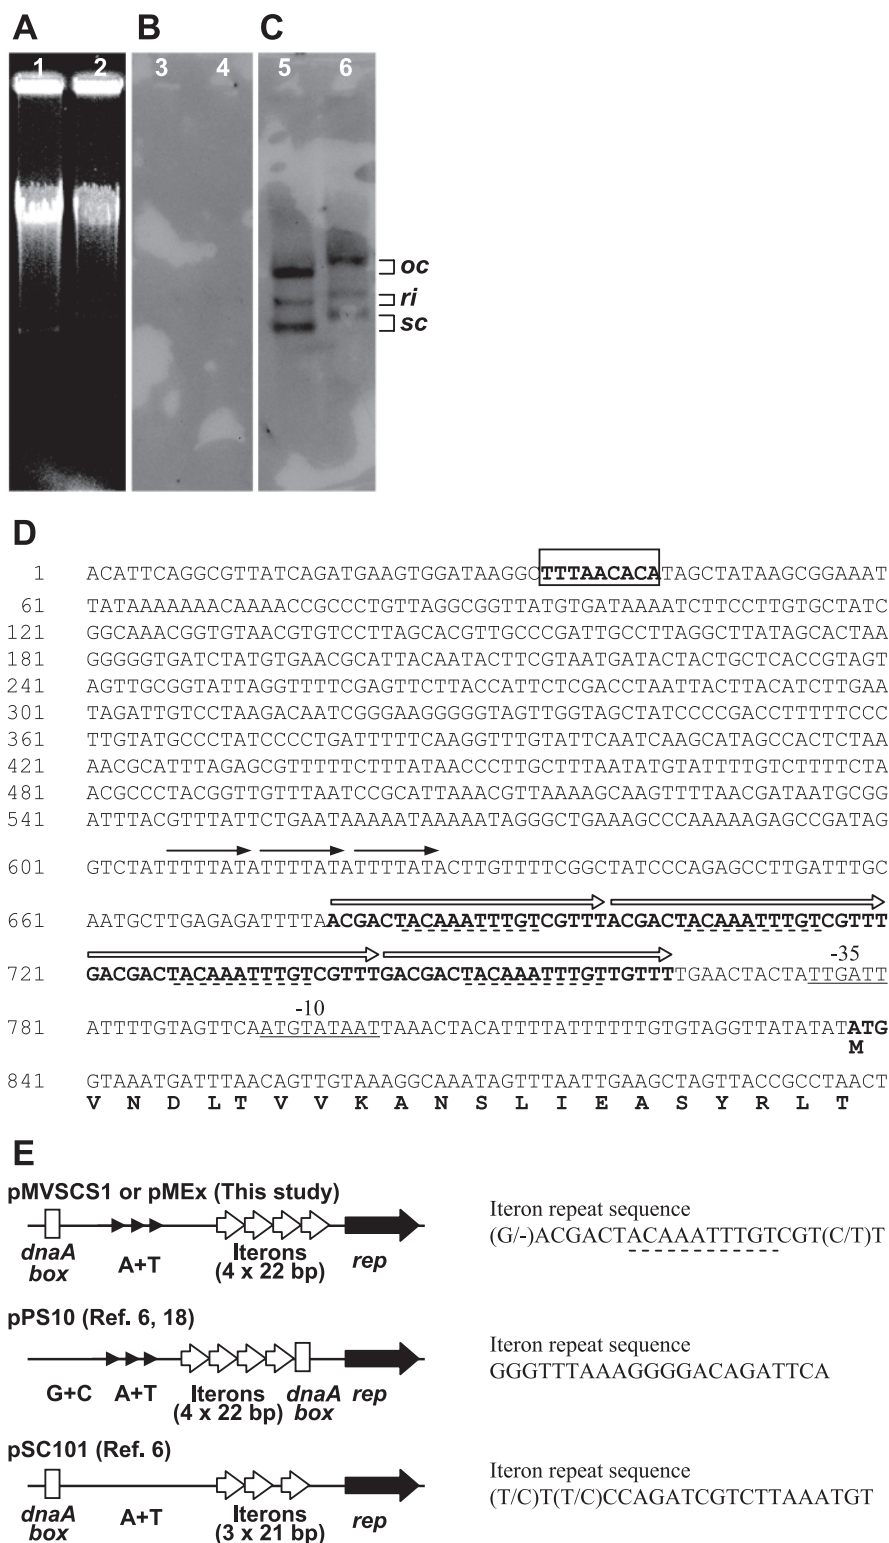 A B C
1 2 3 4 5 6
oc
ri
sc
D
1 ACATTCAGGCGTTATCAGATGAAGTGGATAAGGCTTTAACACATAGCTATAAGCGGAAAT
61 TATAAAAAAACAAAACCGCCCTGTTAGGCGGTTATGTGATAAAATCTTCCTTGTGCTATC
121 GGCAAACGGTGTAACGTGTCCTTAGCACGTTGCCCGATTGCCTTAGGCTTATAGCACTAA
181 GGGGGTGATCTATGTGAACGCATTACAATACTTCGTAATGATACTACTGCTCACCGTAGT
241 AGTTGCGGTATTAGGTTTTCGAGTTCTTACCATTCTCGACCTAATTACTTACATCTTGAA
301 TAGATTGTCCTAAGACAATCGGGAAGGGGGTAGTTGGTAGCTATCCCCGACCTTTTTCCC
361 TTGTATGCCCTATCCCCTGATTTTTCAAGGTTTGTATTCAATCAAGCATAGCCACTCTAA
421 AACGCATTTAGAGCGTTTTTCTTTATAACCCTTGCTTTAATATGTATTTTGTCTTTTCTA
481 ACGCCCTACGGTTGTTTAATCCGCATTAAACGTTAAAAGCAAGTTTTAACGATAATGCGG
541 ATTTACGTTTATTCTGAATAAAAATAAAAATAGGGCTGAAAGCCCAAAAAGAGCCGATAG
601 GTCTATTTTTATATTTTATATTTTATACTTGTTTTCGGCTATCCCAGAGCCTTGATTTGC
661 AATGCTTGAGAGATTTTAACGACTACAAATTTGTCGTTTACGACTACAAATTTGTCGTTT
-35
721 GACGACTACAAATTTGTCGTTTGACGACTACAAATTTGTTGTTTTGAACTACTATTGATT
-10
781 ATTTTGTAGTTCAATGTATAATTAAACTACATTTTATTTTTTGTGTAGGTTATATATATG
M
841 GTAAATGATTTAACAGTTGTAAAGGCAAATAGTTTAATTGAAGCTAGTTACCGCCTAACT
V N D L T V V K A N S L I E A S Y R L T
E
pMVSCS1 or pMEx (This study)
dnaA box
A+T
Iterons (4 x 22 bp)
rep
Iteron repeat sequence
(G/-)ACGACTACAAATTTGTCGT(C/T)T
pPS10 (Ref. 6, 18)
G+C
A+T
Iterons (4 x 22 bp)
dnaA box
rep
Iteron repeat sequence
GGGTTTAAAGGGGACAGATTCA
pSC101 (Ref. 6)
dnaA box
A+T
Iterons (3 x 21 bp)
rep
Iteron repeat sequence
(T/C)T(T/C)CCAGATCGTCTTAAATGT